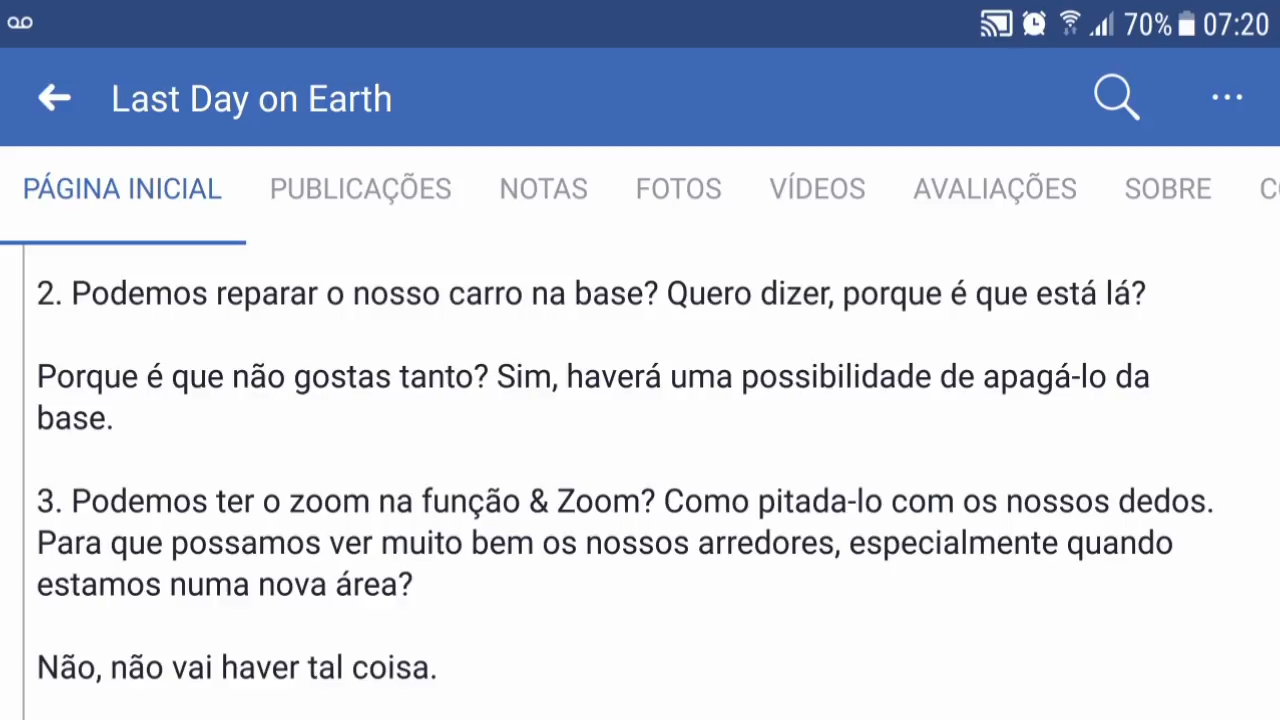 70% 07:20
Last Day on Earth
PÁGINA INICIAL PUBLICAÇÕES NOTAS FOTOS VÍDEOS AVALIAÇÕES SOBRE
2. Podemos reparar o nosso carro na base? Quero dizer, porque é que está lá?
Porque é que não gostas tanto? Sim, haverá uma possibilidade de apagá-lo da
base.
3. Podemos ter o zoom na função & Zoom? Como pitada-lo com os nossos dedos.
Para que possamos ver muito bem os nossos arredores, especialmente quando
estamos numa nova área?
Não, não vai haver tal coisa.